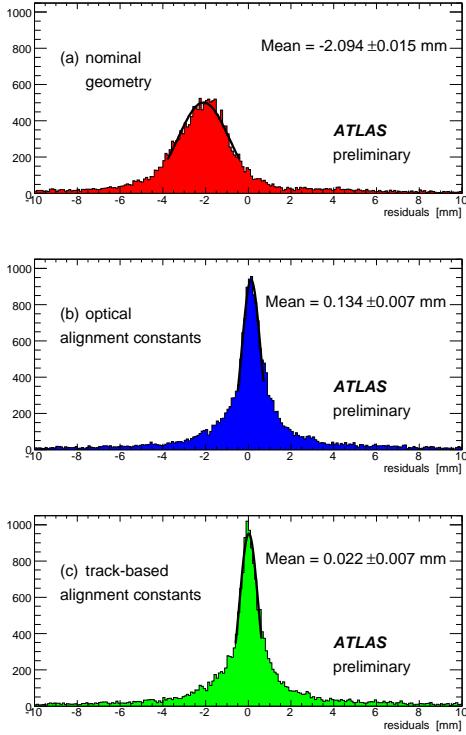 1000
Mean = -2.094 ±0.015 mm
(a) nominal
geometry
800
600
400
ATLAS
preliminary
200
0
-10 -8 -6 -4 -2 0 2 4 6 8 10
residuals [mm]
1000
Mean = 0.134 ±0.007 mm
(b) optical
alignment constants
800
600
400
ATLAS
preliminary
200
0
-10 -8 -6 -4 -2 0 2 4 6 8 10
residuals [mm]
1000
Mean = 0.022 ±0.007 mm
(c) track-based
alignment constants
800
600
400
ATLAS
preliminary
200
0
-10 -8 -6 -4 -2 0 2 4 6 8 10
residuals [mm]